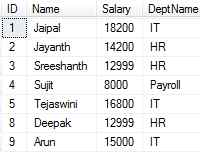 ID Name Salary DeptName
1 Jaipal 18200 IT
2 Jayanth 14200 HR
3 Sreeshanth 12999 HR
4 Sujit 8000 Payroll
5 Tejaswini 16800 IT
8 Deepak 12999 HR
9 Arun 15000 IT